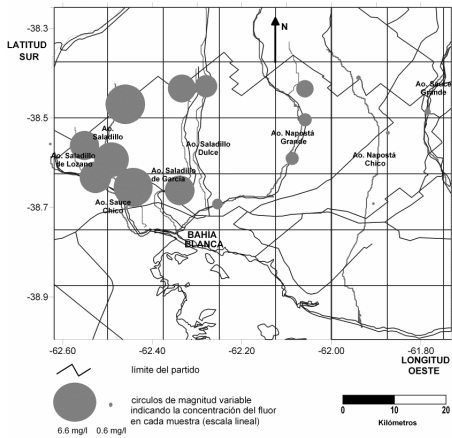 -38.3
LATITUD
SUR
N
Ao. Sauce
Grande
-38.5
Ao.
Saladillo
Ao. Saladillo
de Lozano
Ao. Saladillo
Dulce
Ao. Napostá
Grande
Ao. Napostá
Chico
Ao. Saladillo
de García
Ao. Sauce
Chico
-38.7
BAHÍA
BLANCA
-38.9
-62.60
-62.40
-62.20
-62.00
-61.80
LONGITUD
OESTE
límite del partido
circulos de magnitud variable
indicando la concentración del fluor
en cada muestra (escala lineal)
6.6 mg/l
0.6 mg/l
0
10
20
Kilómetros